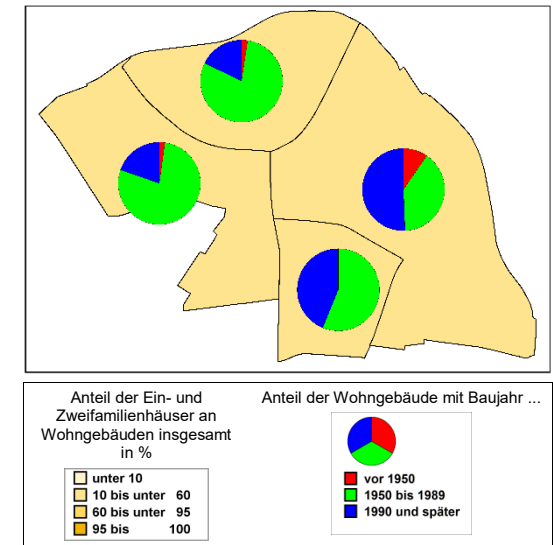 Anteil der Ein- und
Zweifamilienhäuser an
Wohngebäuden insgesamt
in %
unter 10
10 bis unter 60
60 bis unter 95
95 bis 100
Anteil der Wohngebäude mit Baujahr ...
vor 1950
1950 bis 1989
1990 und später